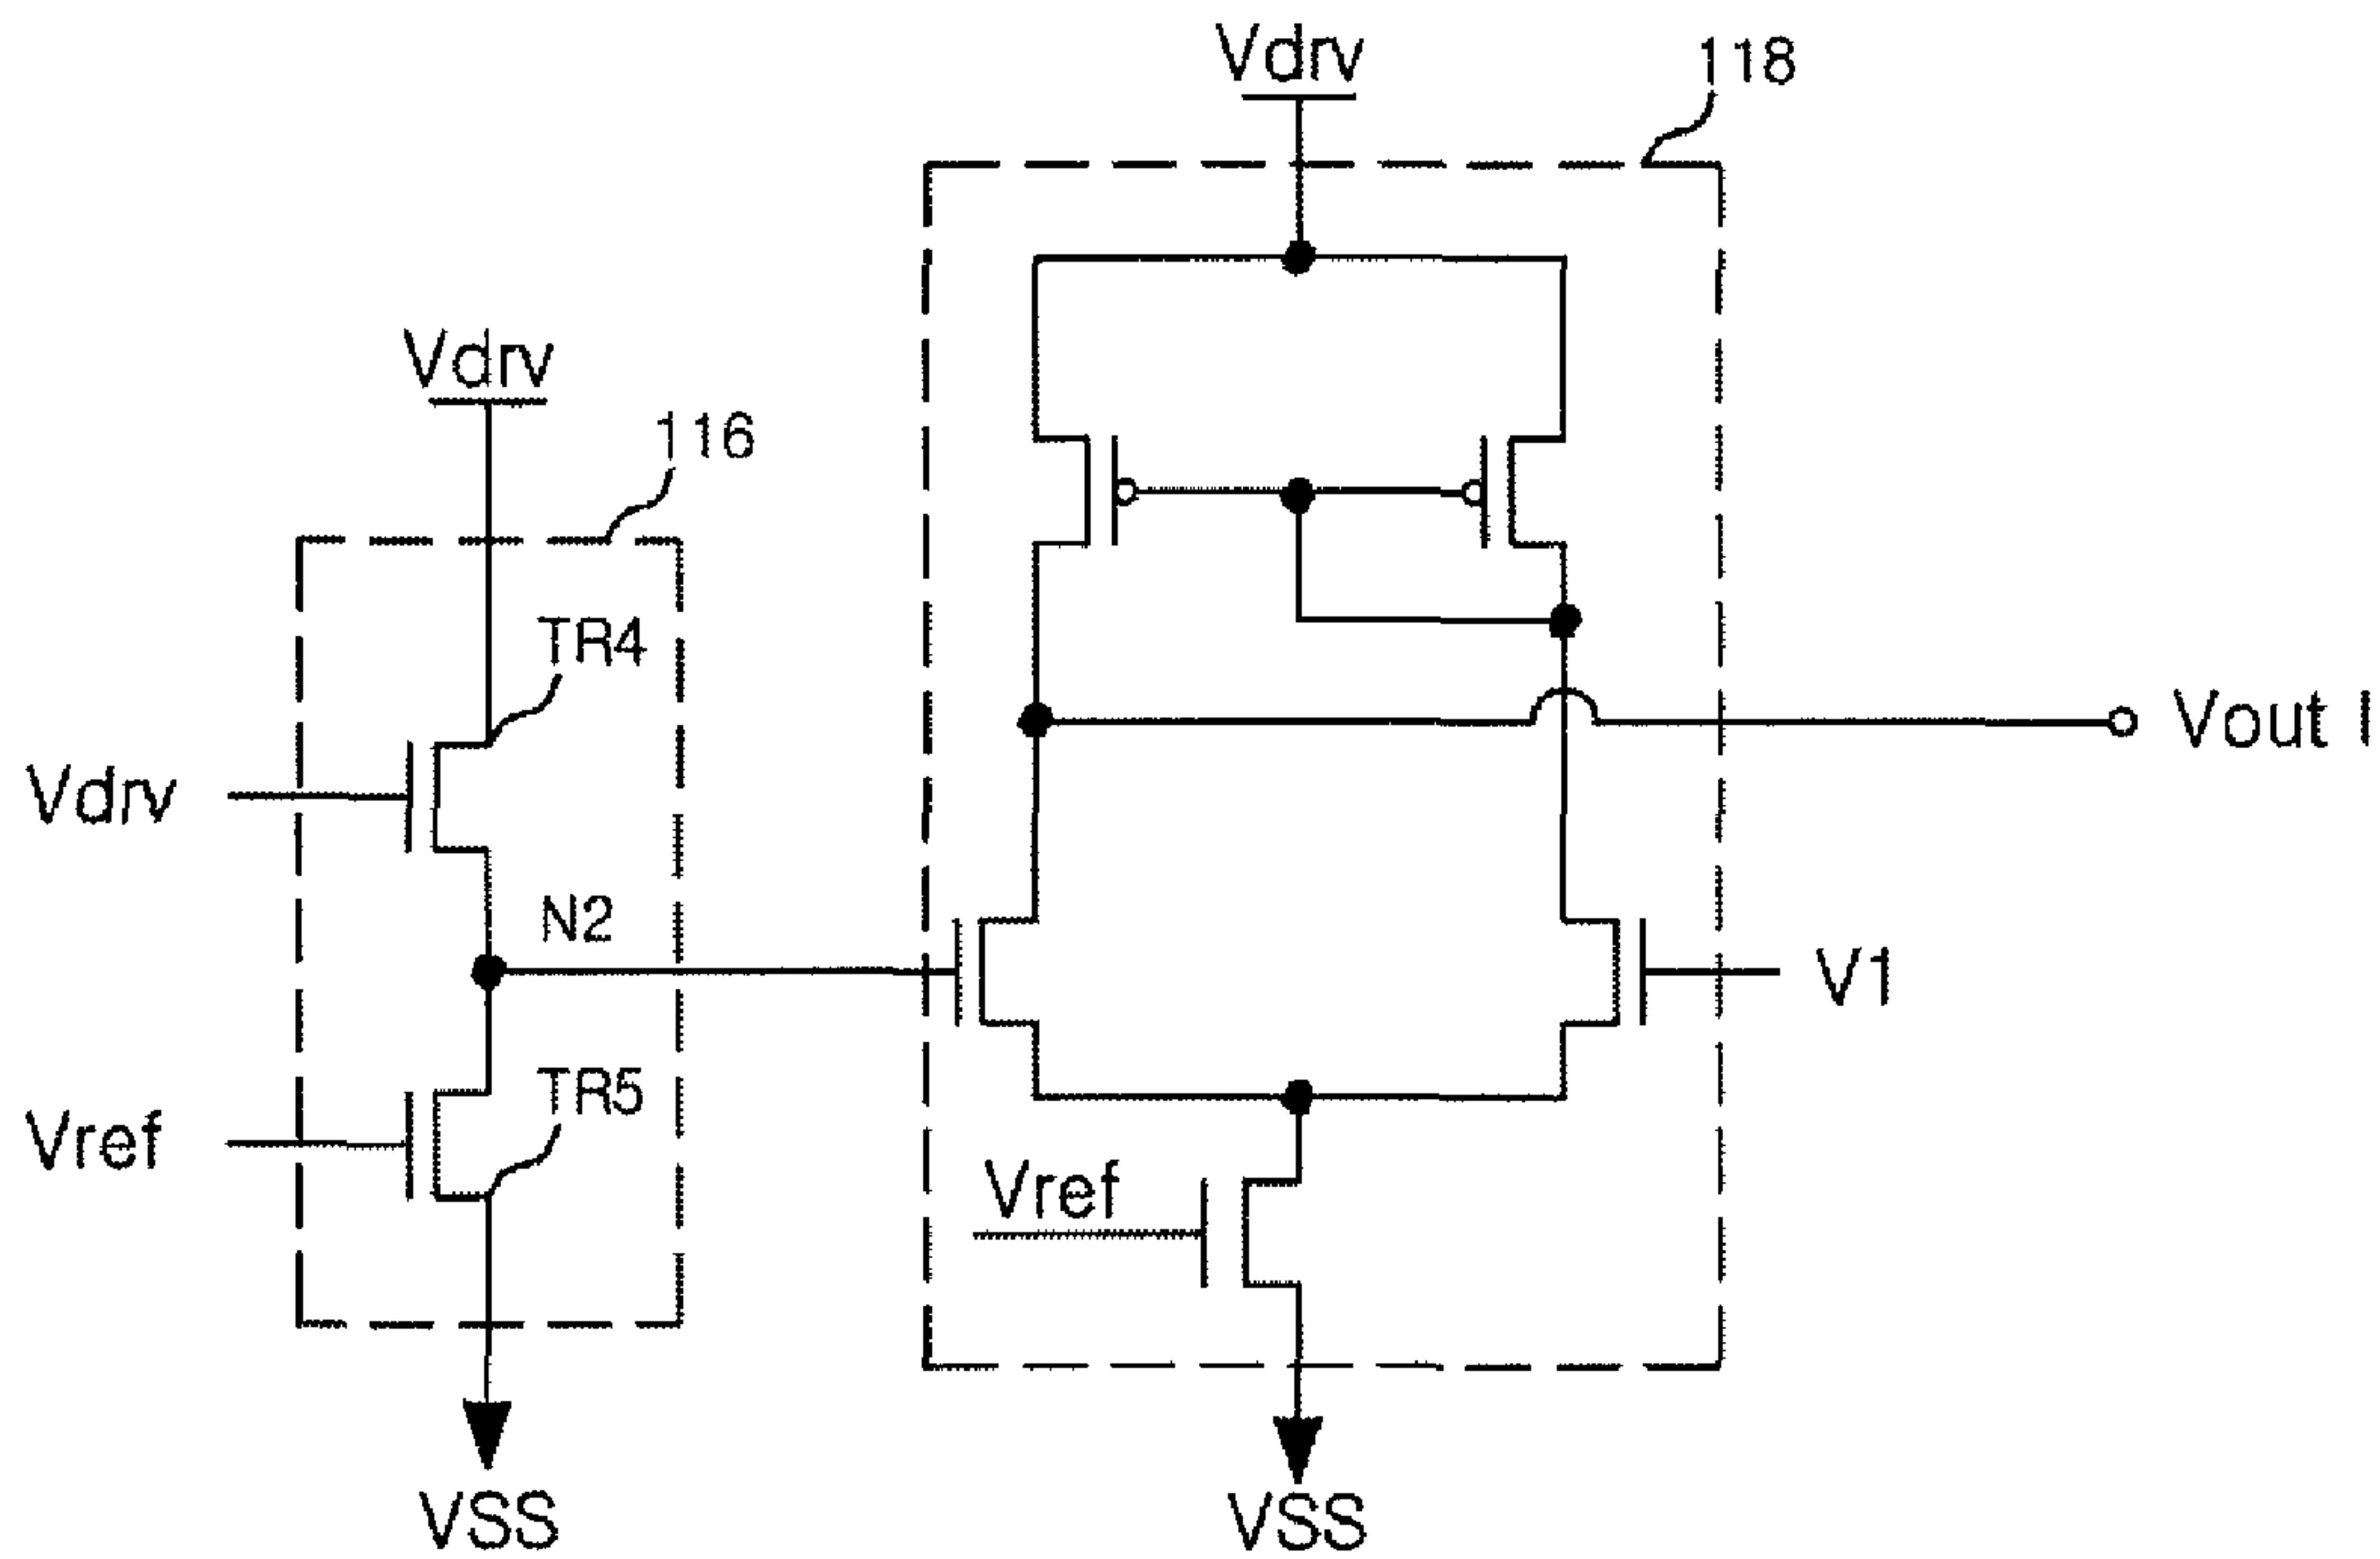 Vdrv
118
Vdrv
116
TR4
Vout I
Vdrv
N2
V1
TR5
Vref
Vref
VSS
VSS